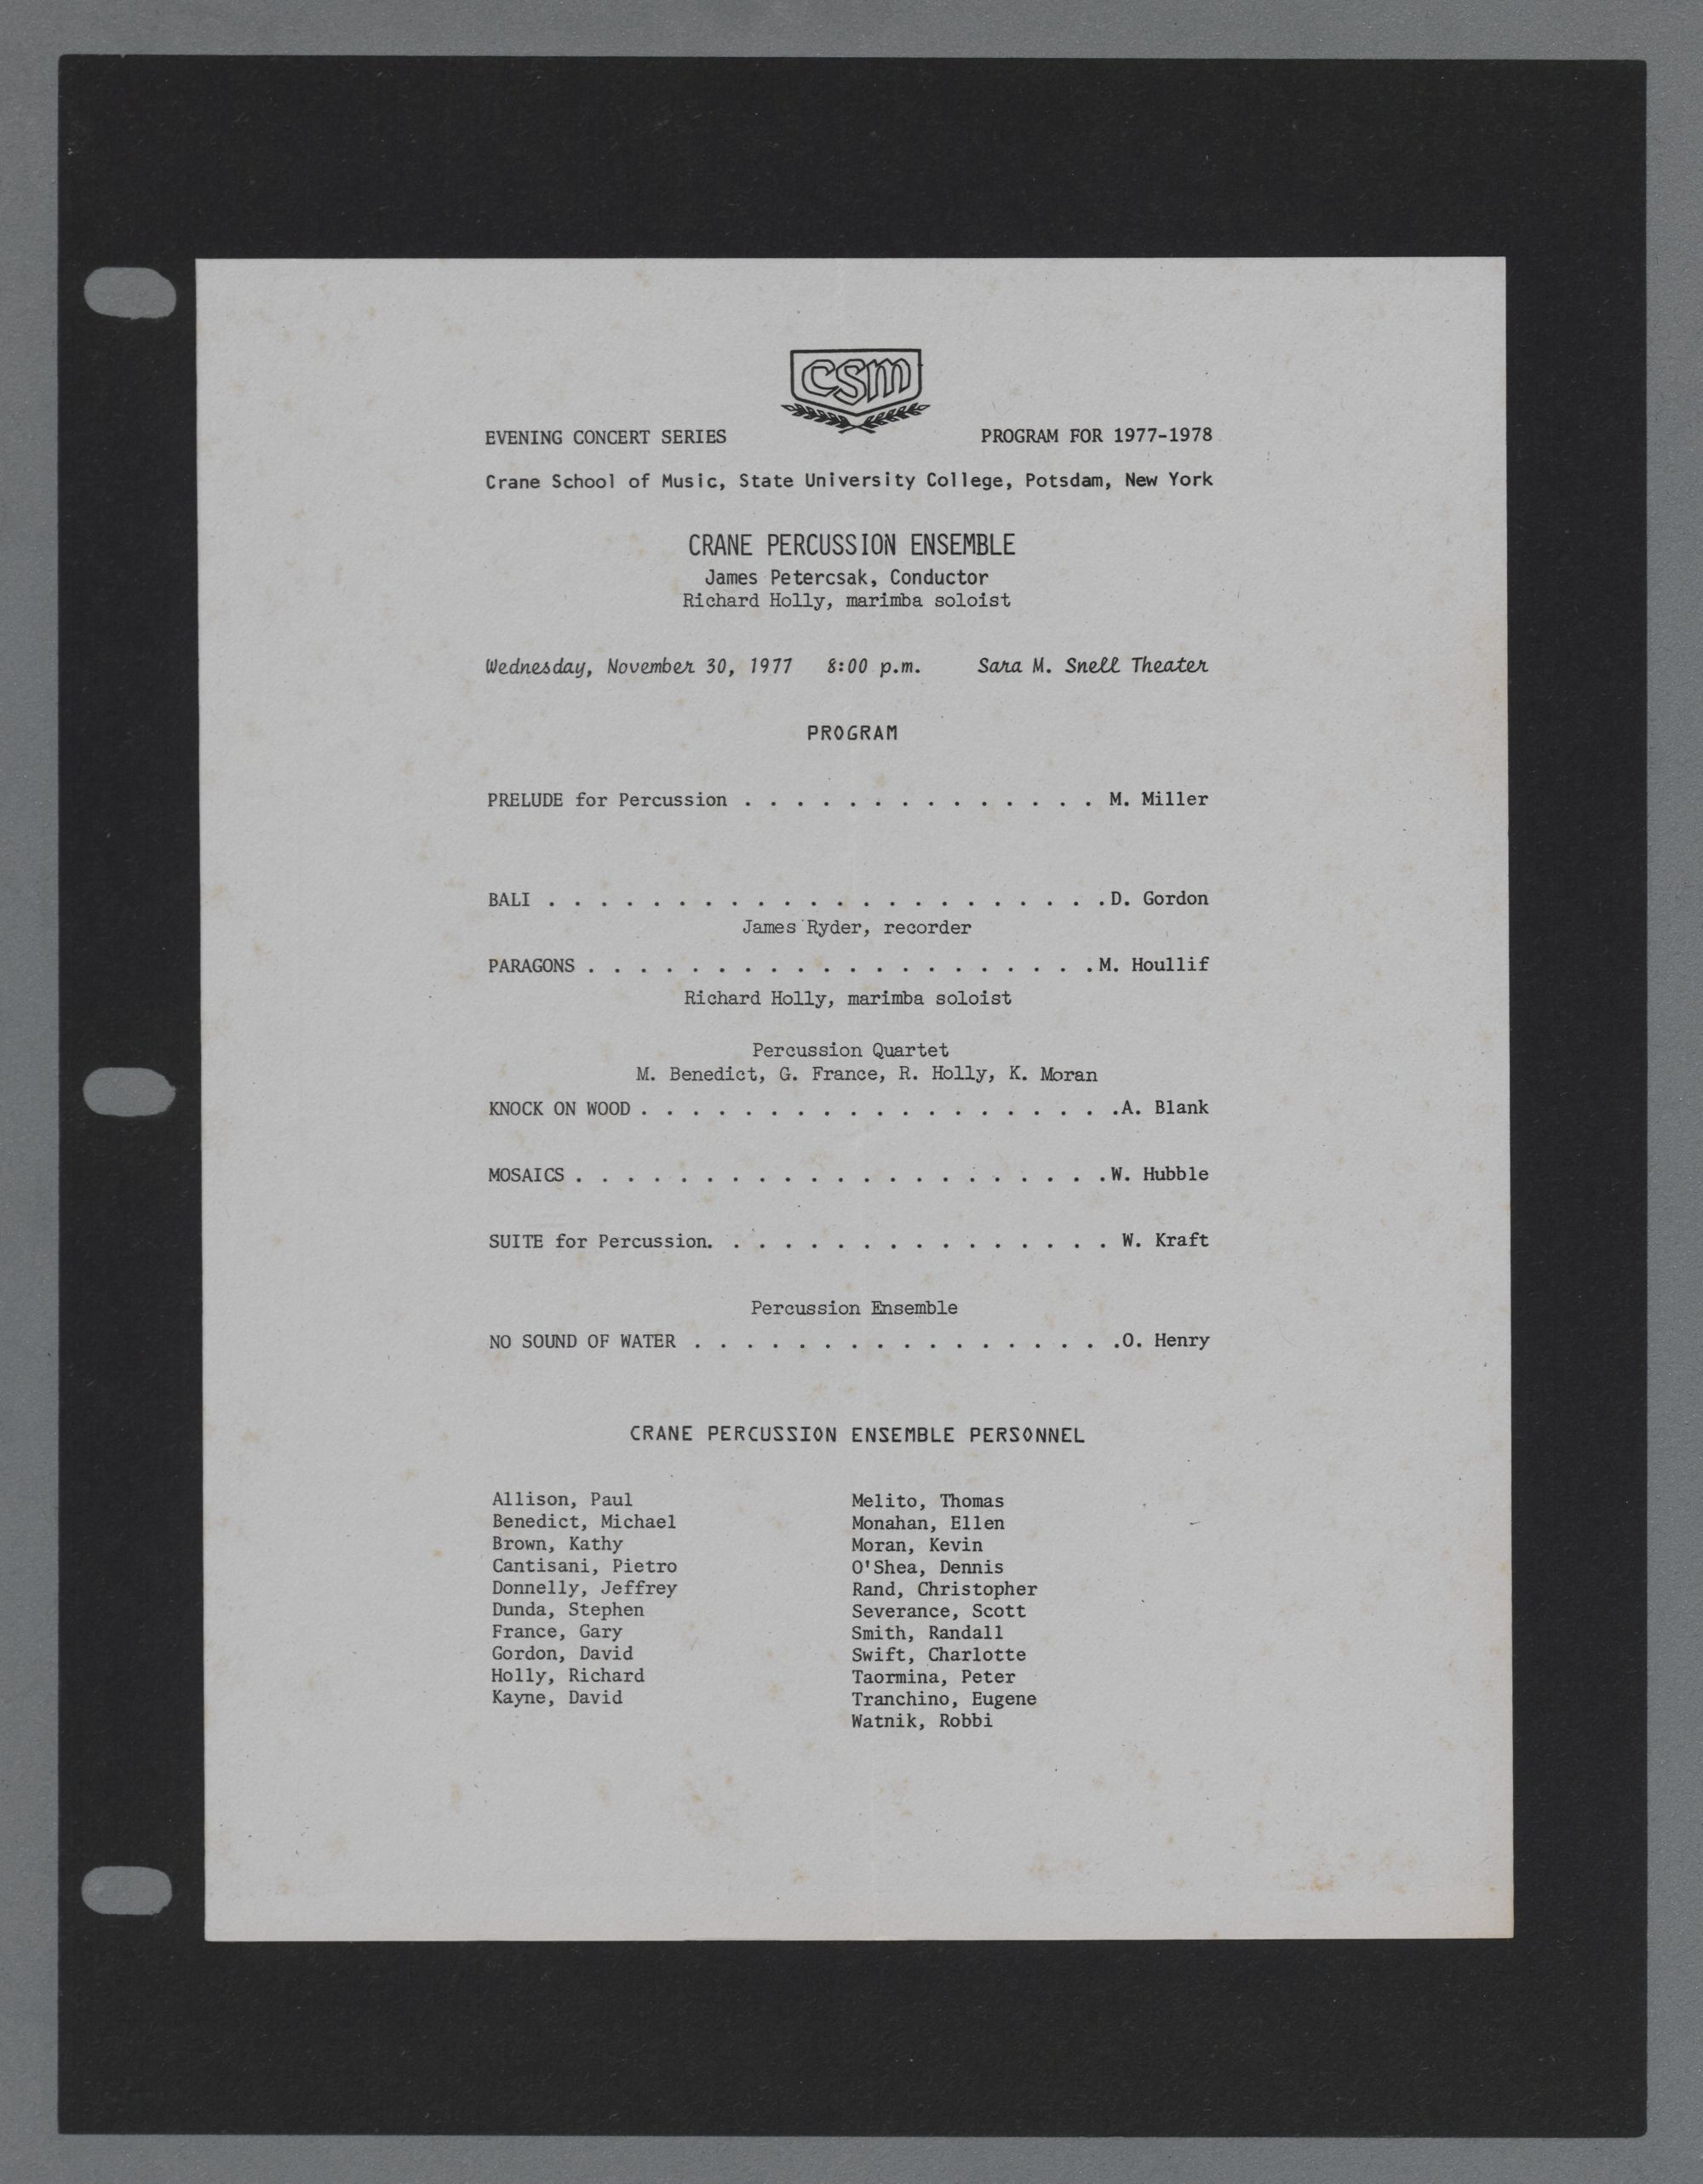 CSM
EVENING CONCERT SERIES PROGRAM FOR 1977-1978
Crane School of Music, State University College, Potsdam, New York
CRANE PERCUSSION ENSEMBLE
James Petercsak, Conductor
Richard Holly, marimba soloist
Wednesday, November 30, 1977 8:00 p.m. Sara M. Snell Theater
PROGRAM
PRELUDE for Percussion . . . . . . . . . . . . . . M. Miller
BALI . . . . . . . . . . . . . . . . . . . . . . D. Gordon
James Ryder, recorder
PARAGONS . . . . . . . . . . . . . . . . . . . . M. Houllif
Richard Holly, marimba soloist
Percussion Quartet
M. Benedict, G. France, R. Holly, K. Moran
KNOCK ON WOOD . . . . . . . . . . . . . . . . . . .A. Blank
MOSAICS . . . . . . . . . . . . . . . . . . . . .W. Hubble
SUITE for Percussion. . . . . . . . . . . . . . . . W. Kraft
Percussion Ensemble
NO SOUND OF WATER . . . . . . . . . . . . . . . . .O. Henry
CRANE PERCUSSION ENSEMBLE PERSONNEL
Allison, Paul
Benedict, Michael
Brown, Kathy
Cantisani, Pietro
Donnelly, Jeffrey
Dunda, Stephen
France, Gary
Gordon, David
Holly, Richard
Kayne, David
Melito, Thomas
Monahan, Ellen
Moran, Kevin
O'Shea, Dennis
Rand, Christopher
Severance, Scott
Smith, Randall
Swift, Charlotte
Taormina, Peter
Tranchino, Eugene
Watnik, Robbi